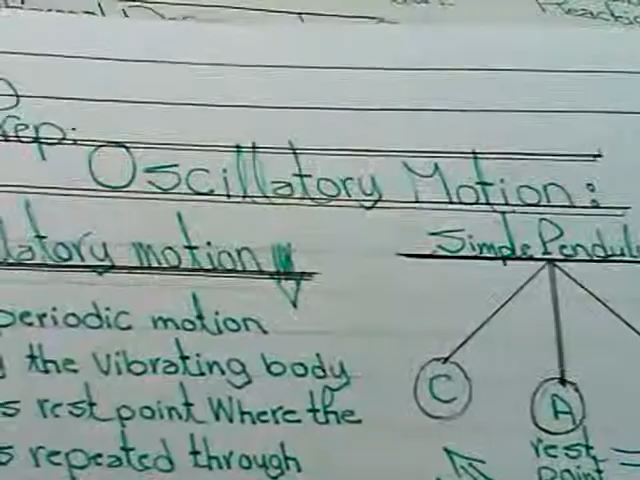 rep:
Oscillatory Motion:
latory motion
Simple Pendul
periodic motion
the Vibrating body
s rest point Where the
s repeated through
C
A
rest
point